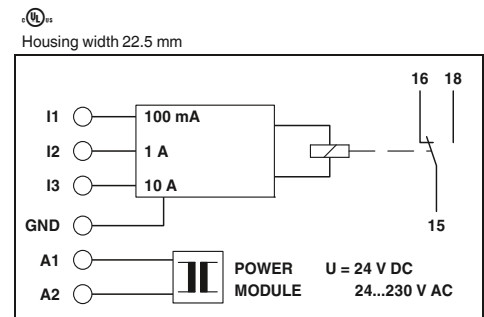 c UL us
Housing width 22.5 mm
16 18
I1 100 mA
I2 1 A
I3 10 A
GND
15
A1
A2
POWER U = 24 V DC
MODULE 24...230 V AC